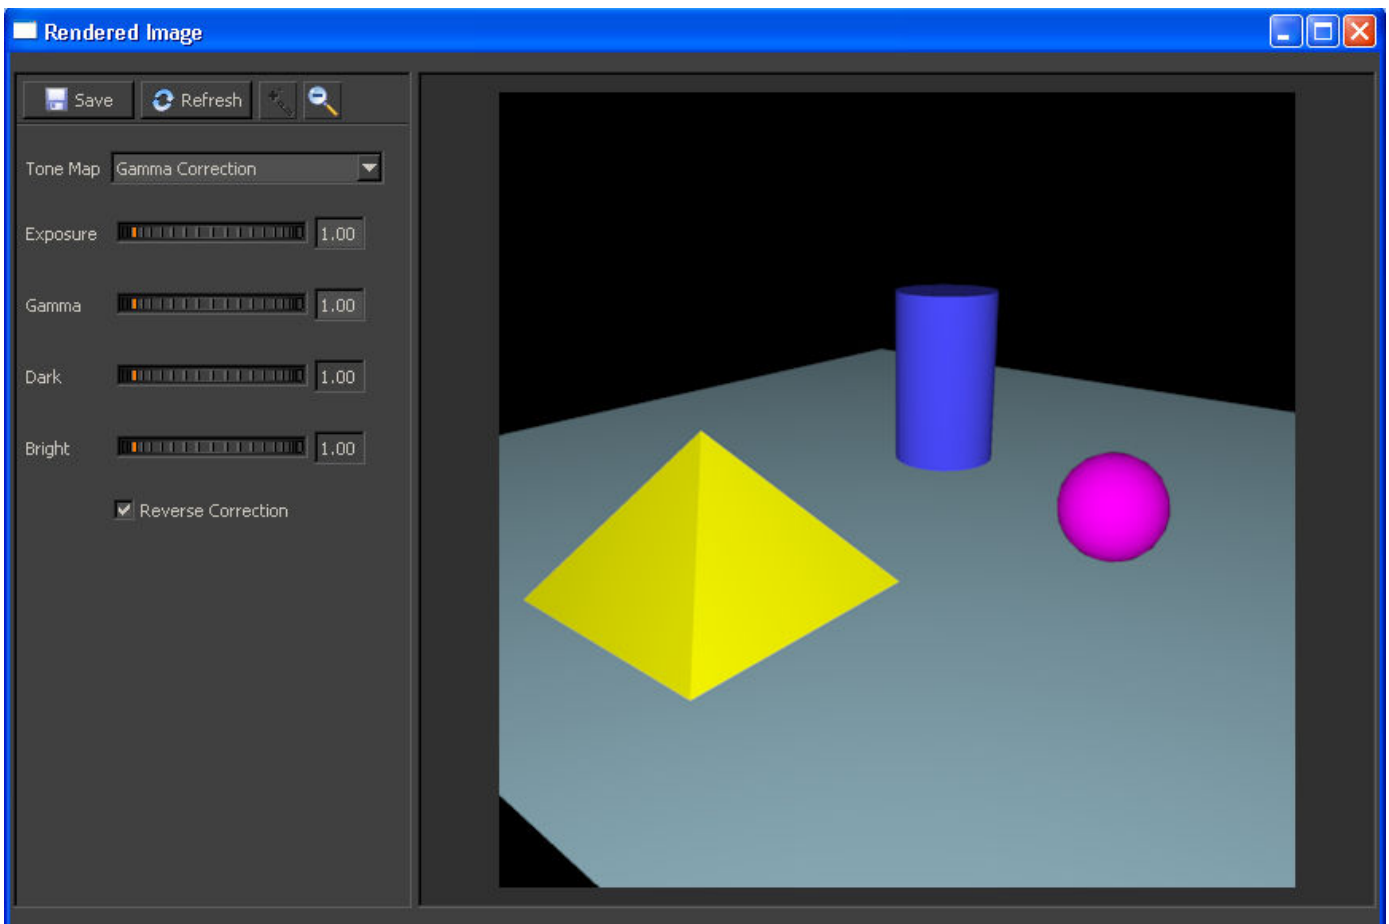 Rendered Image
Save Refresh
Tone Map Gamma Correction
Exposure 1.00
Gamma 1.00
Dark 1.00
Bright 1.00
Reverse Correction